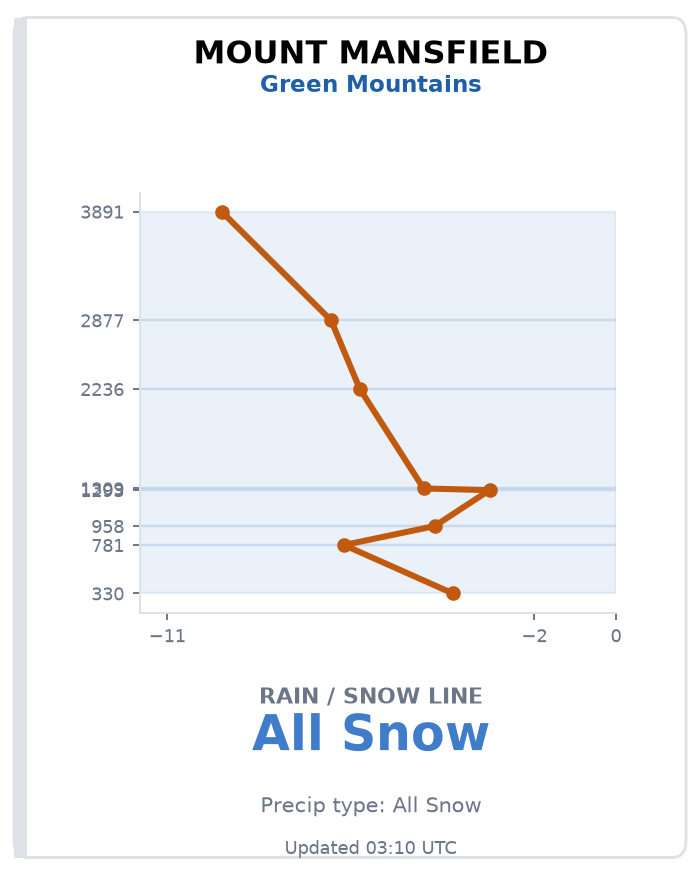 MOUNT MANSFIELD
Green Mountains
3891
2877
2236
958
781
330
−11
−2
0
RAIN / SNOW LINE
All Snow
Precip type: All Snow
Updated 03:10 UTC